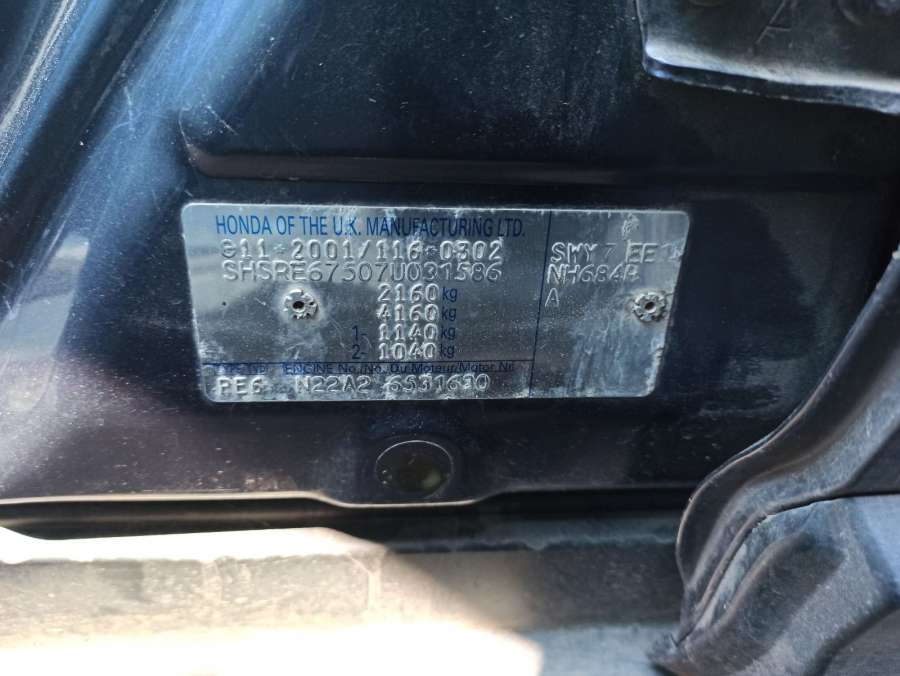 HONDA OF THE U.K. MANUFACTURING LTD.
e11*2001/116*0302
SHSRE67507U031586
2160 kg
4160 kg
1- 1140 kg
2- 1040 kg
SWY 7 EE
NH684P
A
ENGINE No./No. Du Moteur/Motor Nr.
RE6 N22A2 6531630
A